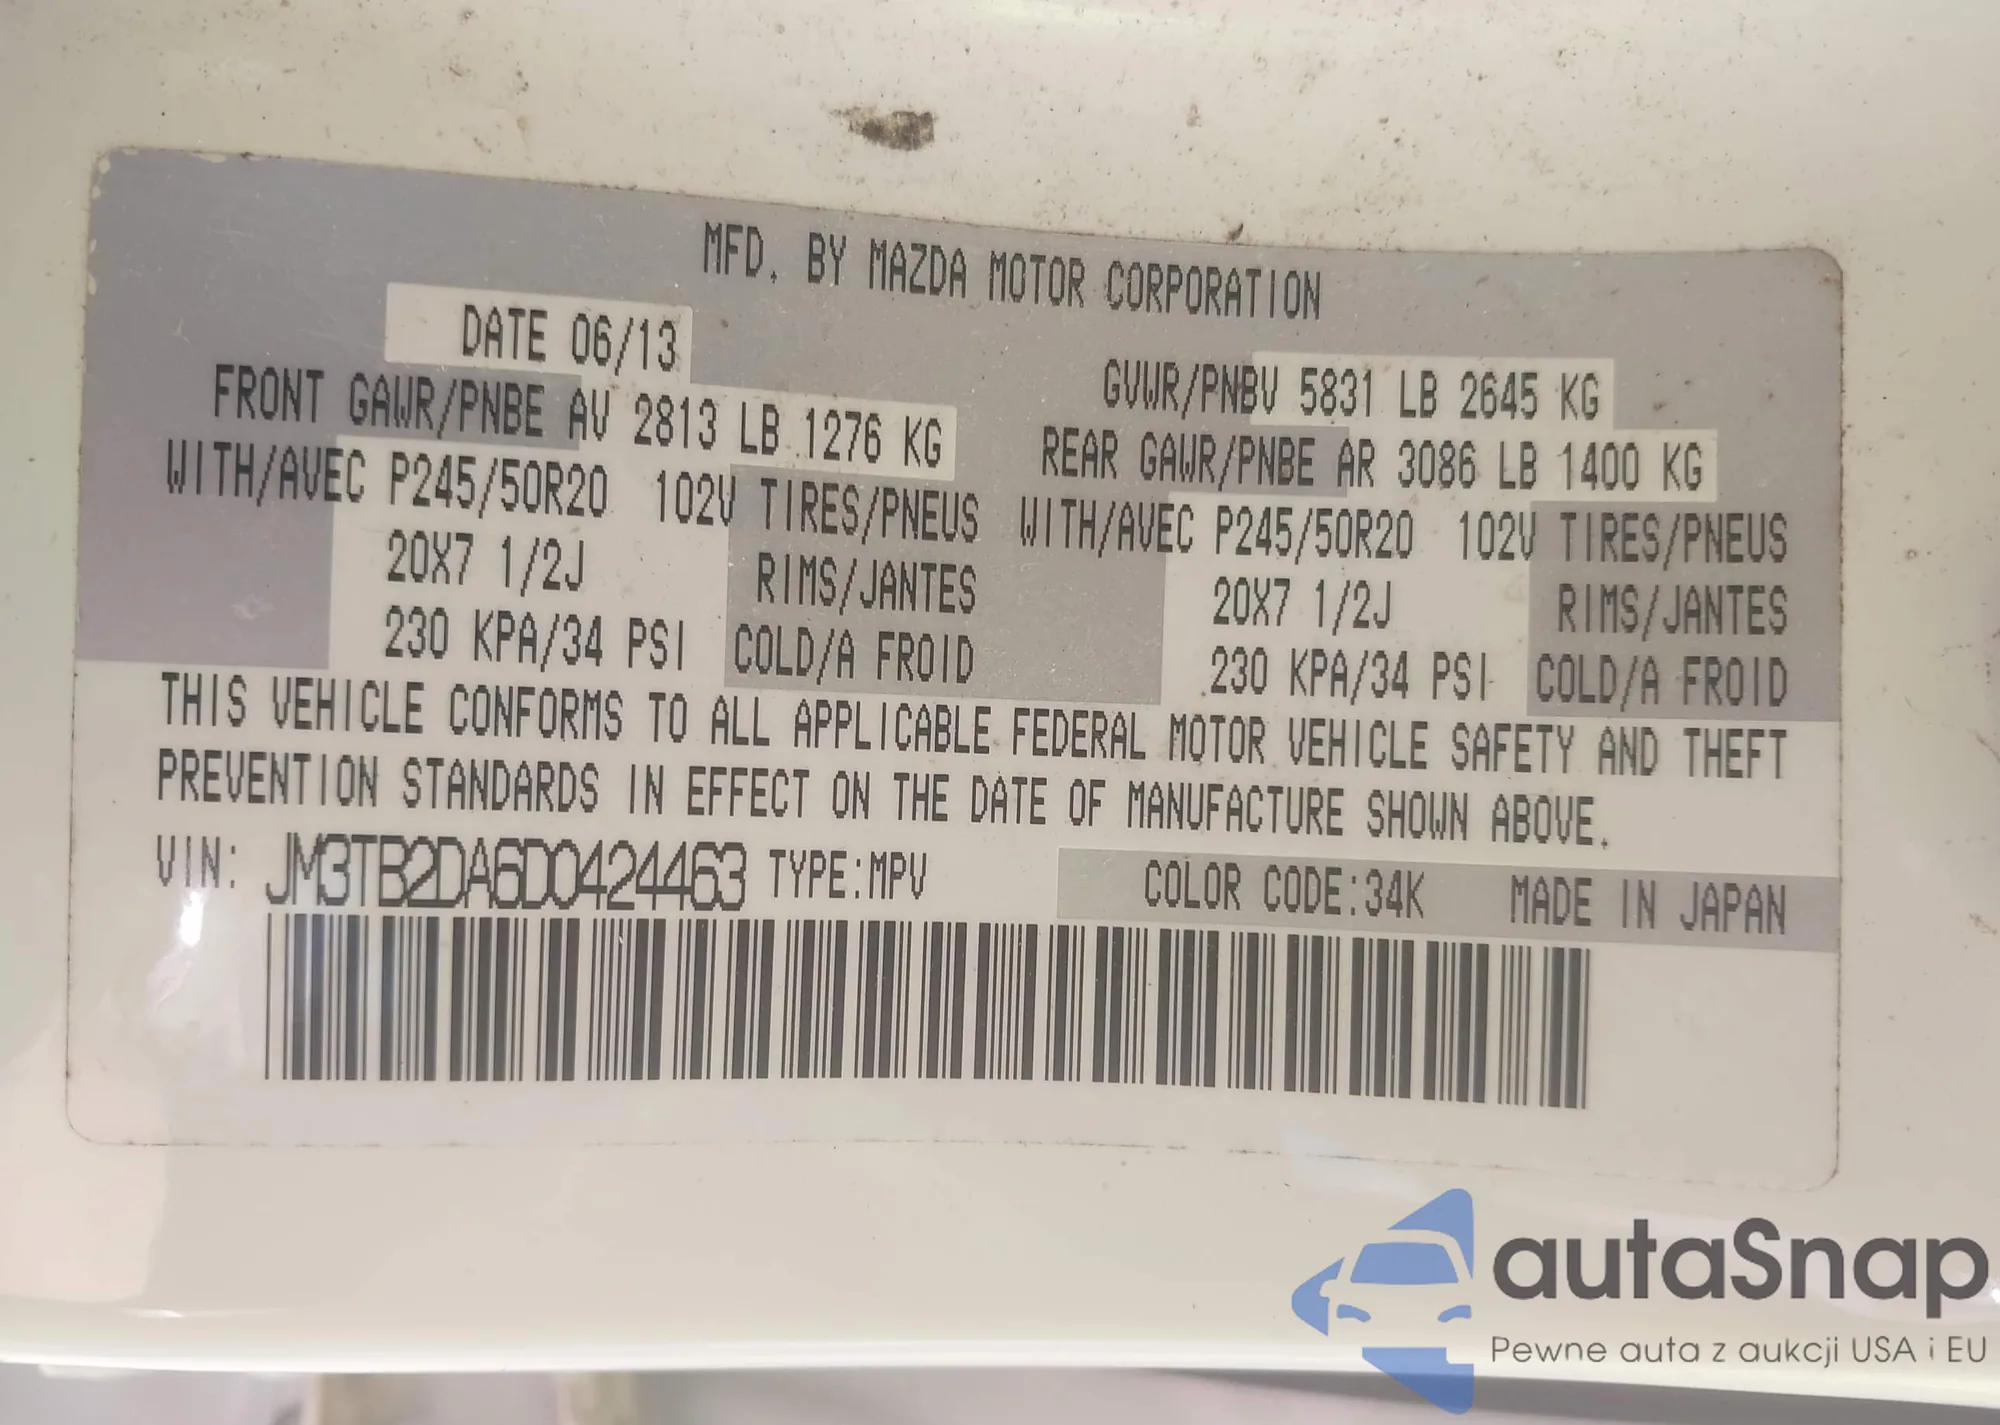 MFD. BY MAZDA MOTOR CORPORATION
DATE 06/13
GVWR/PNBV 5831 LB 2645 KG
FRONT GAWR/PNBE AV 2813 LB 1276 KG
REAR GAWR/PNBE AR 3086 LB 1400 KG
WITH/AVEC P245/50R20 102V TIRES/PNEUS
WITH/AVEC P245/50R20 102V TIRES/PNEUS
20X7 1/2J RIMS/JANTES
20X7 1/2J RIMS/JANTES
230 KPA/34 PSI COLD/A FROID
230 KPA/34 PSI COLD/A FROID
THIS VEHICLE CONFORMS TO ALL APPLICABLE FEDERAL MOTOR VEHICLE SAFETY AND THEFT
PREVENTION STANDARDS IN EFFECT ON THE DATE OF MANUFACTURE SHOWN ABOVE.
VIN: JM3TB2DA6D0424463 TYPE:MPV COLOR CODE:34K MADE IN JAPAN
autaSnap
Pewne auta z aukcji USA i EU